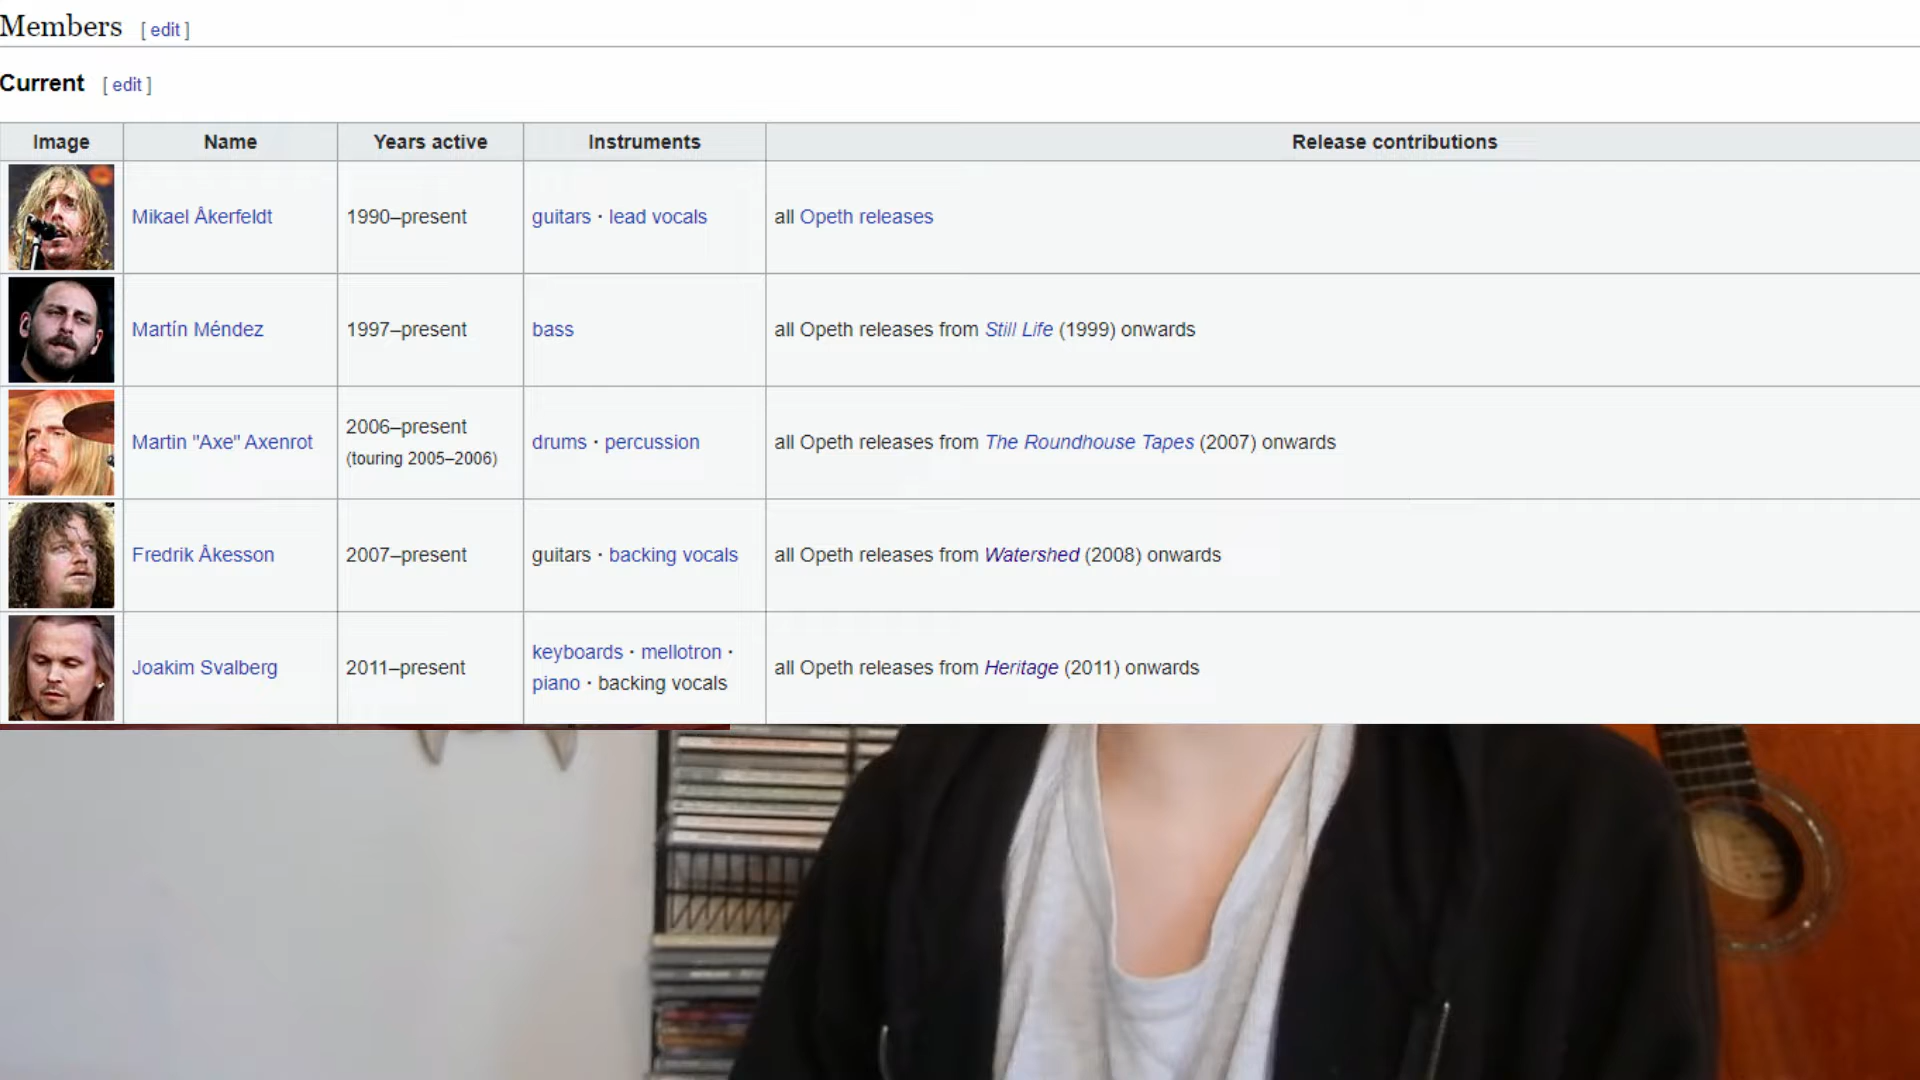 Members [ edit ]
Current [ edit ]
Image Name Years active Instruments Release contributions
Mikael Åkerfeldt 1990–present guitars · lead vocals all Opeth releases
Martín Méndez 1997–present bass all Opeth releases from Still Life (1999) onwards
Martin "Axe" Axenrot 2006–present (touring 2005–2006) drums · percussion all Opeth releases from The Roundhouse Tapes (2007) onwards
Fredrik Åkesson 2007–present guitars · backing vocals all Opeth releases from Watershed (2008) onwards
Joakim Svalberg 2011–present keyboards · mellotron · piano · backing vocals all Opeth releases from Heritage (2011) onwards